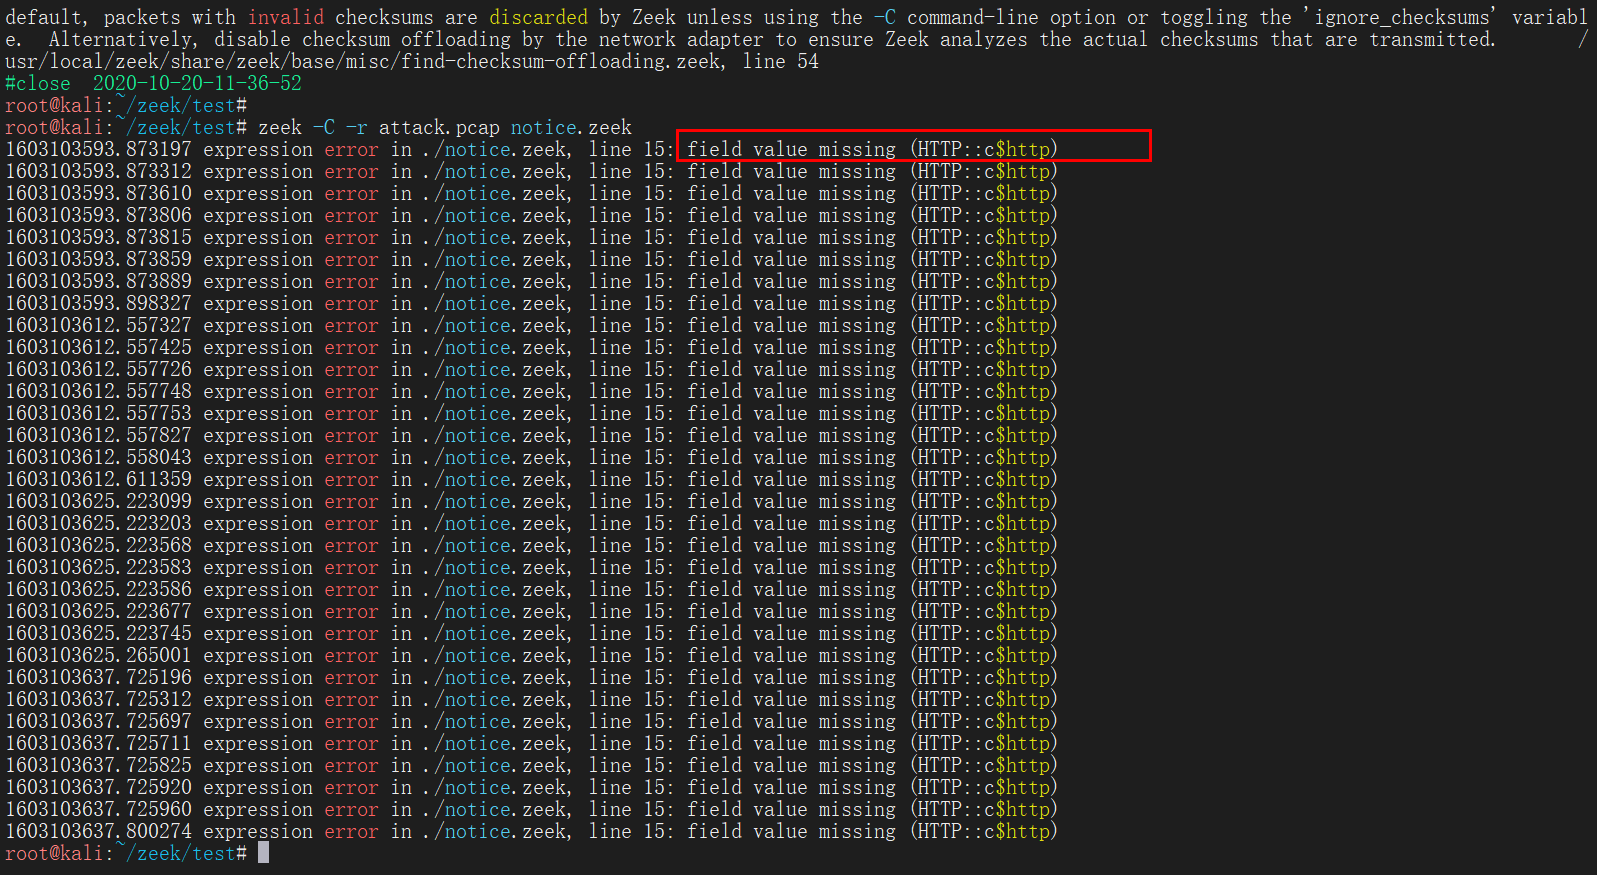 default, packets with invalid checksums are discarded by Zeek unless using the -C command-line option or toggling the 'ignore_checksums' variabl
e.  Alternatively, disable checksum offloading by the network adapter to ensure Zeek analyzes the actual checksums that are transmitted.       /
usr/local/zeek/share/zeek/base/misc/find-checksum-offloading.zeek, line 54
#close  2020-10-20-11-36-52
root@kali:~/zeek/test#
root@kali:~/zeek/test# zeek -C -r attack.pcap notice.zeek
1603103593.873197 expression error in ./notice.zeek, line 15: field value missing (HTTP::c$http)
1603103593.873312 expression error in ./notice.zeek, line 15: field value missing (HTTP::c$http)
1603103593.873610 expression error in ./notice.zeek, line 15: field value missing (HTTP::c$http)
1603103593.873806 expression error in ./notice.zeek, line 15: field value missing (HTTP::c$http)
1603103593.873815 expression error in ./notice.zeek, line 15: field value missing (HTTP::c$http)
1603103593.873859 expression error in ./notice.zeek, line 15: field value missing (HTTP::c$http)
1603103593.873889 expression error in ./notice.zeek, line 15: field value missing (HTTP::c$http)
1603103593.898327 expression error in ./notice.zeek, line 15: field value missing (HTTP::c$http)
1603103612.557327 expression error in ./notice.zeek, line 15: field value missing (HTTP::c$http)
1603103612.557425 expression error in ./notice.zeek, line 15: field value missing (HTTP::c$http)
1603103612.557726 expression error in ./notice.zeek, line 15: field value missing (HTTP::c$http)
1603103612.557748 expression error in ./notice.zeek, line 15: field value missing (HTTP::c$http)
1603103612.557753 expression error in ./notice.zeek, line 15: field value missing (HTTP::c$http)
1603103612.557827 expression error in ./notice.zeek, line 15: field value missing (HTTP::c$http)
1603103612.558043 expression error in ./notice.zeek, line 15: field value missing (HTTP::c$http)
1603103612.611359 expression error in ./notice.zeek, line 15: field value missing (HTTP::c$http)
1603103625.223099 expression error in ./notice.zeek, line 15: field value missing (HTTP::c$http)
1603103625.223203 expression error in ./notice.zeek, line 15: field value missing (HTTP::c$http)
1603103625.223568 expression error in ./notice.zeek, line 15: field value missing (HTTP::c$http)
1603103625.223583 expression error in ./notice.zeek, line 15: field value missing (HTTP::c$http)
1603103625.223586 expression error in ./notice.zeek, line 15: field value missing (HTTP::c$http)
1603103625.223677 expression error in ./notice.zeek, line 15: field value missing (HTTP::c$http)
1603103625.223745 expression error in ./notice.zeek, line 15: field value missing (HTTP::c$http)
1603103625.265001 expression error in ./notice.zeek, line 15: field value missing (HTTP::c$http)
1603103637.725196 expression error in ./notice.zeek, line 15: field value missing (HTTP::c$http)
1603103637.725312 expression error in ./notice.zeek, line 15: field value missing (HTTP::c$http)
1603103637.725697 expression error in ./notice.zeek, line 15: field value missing (HTTP::c$http)
1603103637.725711 expression error in ./notice.zeek, line 15: field value missing (HTTP::c$http)
1603103637.725825 expression error in ./notice.zeek, line 15: field value missing (HTTP::c$http)
1603103637.725920 expression error in ./notice.zeek, line 15: field value missing (HTTP::c$http)
1603103637.725960 expression error in ./notice.zeek, line 15: field value missing (HTTP::c$http)
1603103637.800274 expression error in ./notice.zeek, line 15: field value missing (HTTP::c$http)
root@kali:~/zeek/test#